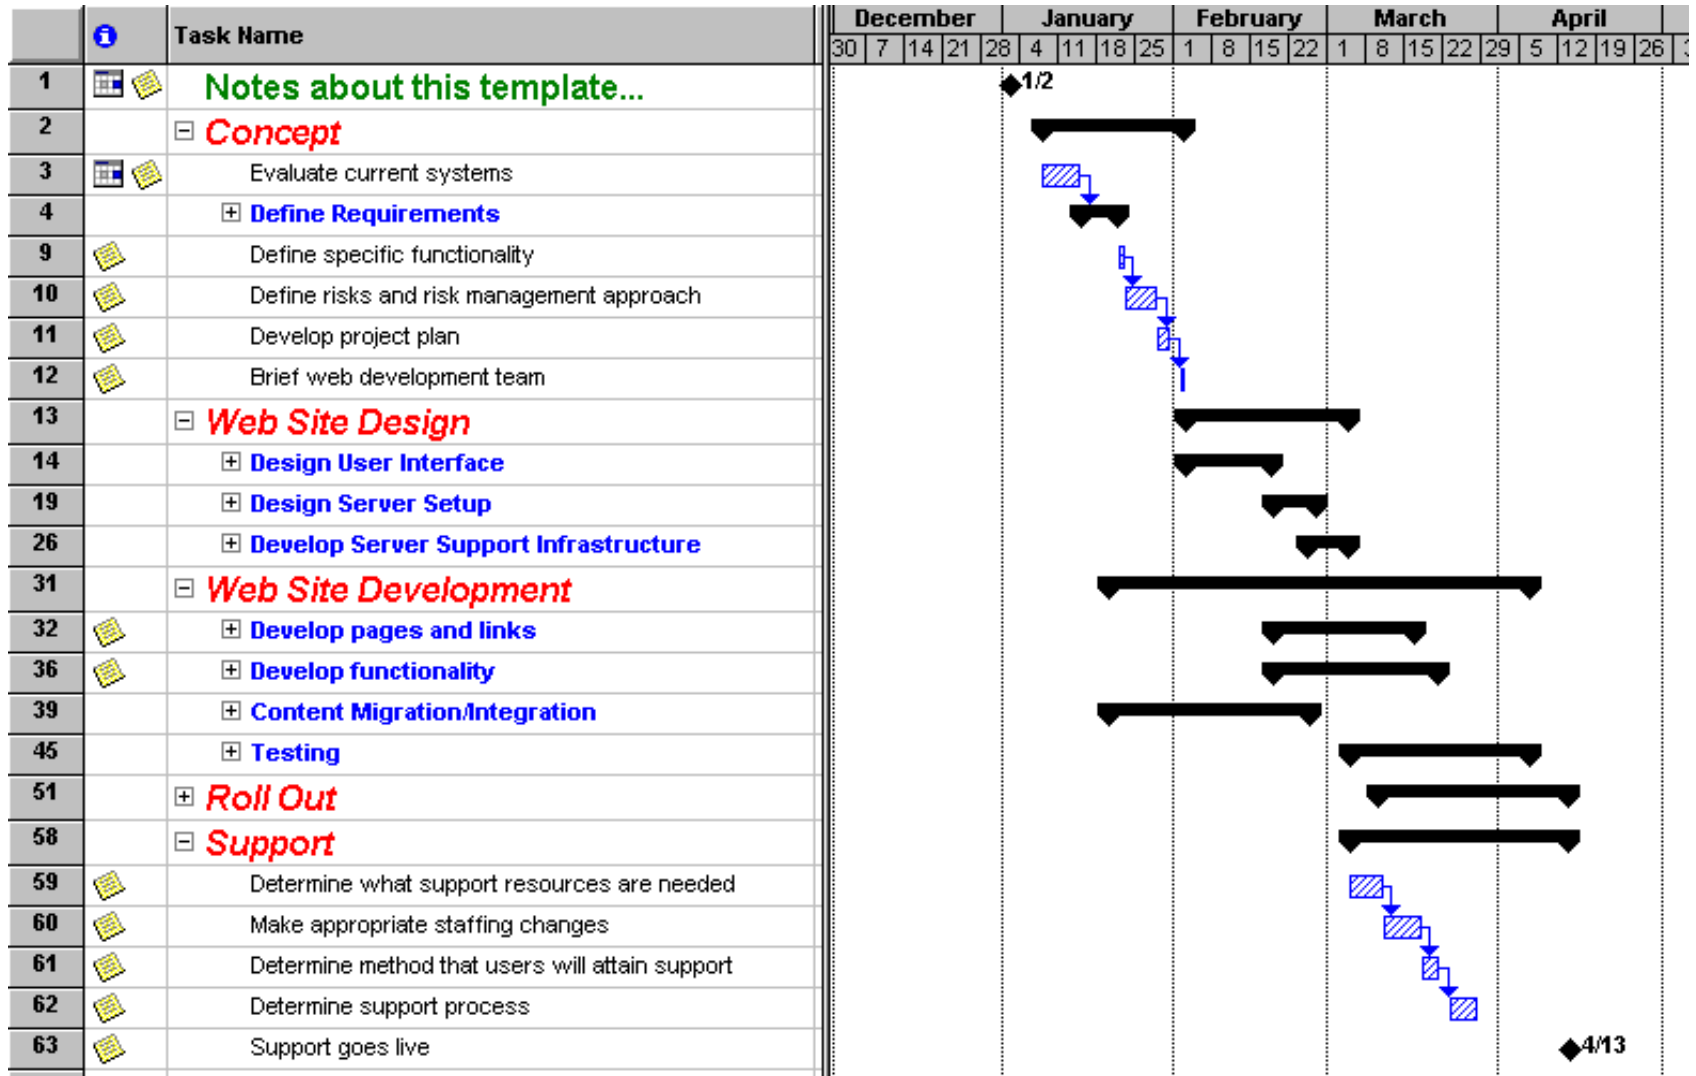 Task Name
December January February March April
30 7 14 21 28 4 11 18 25 1 8 15 22 1 8 15 22 29 5 12 19 26
1 Notes about this template... 1/2
2 Concept
3 Evaluate current systems
4 Define Requirements
9 Define specific functionality
10 Define risks and risk management approach
11 Develop project plan
12 Brief web development team
13 Web Site Design
14 Design User Interface
19 Design Server Setup
26 Develop Server Support Infrastructure
31 Web Site Development
32 Develop pages and links
36 Develop functionality
39 Content Migration/Integration
45 Testing
51 Roll Out
58 Support
59 Determine what support resources are needed
60 Make appropriate staffing changes
61 Determine method that users will attain support
62 Determine support process
63 Support goes live 4/13